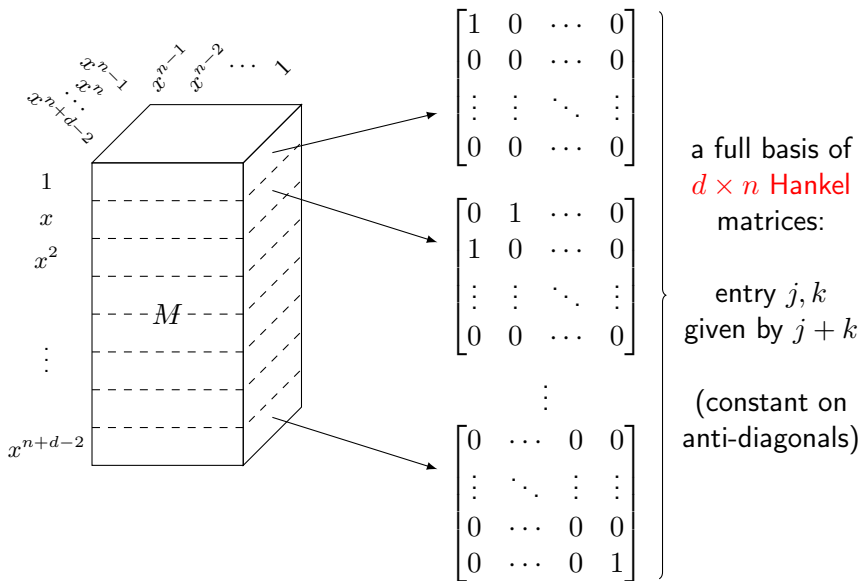 x^{n-1} x^{n-2} ⋯ 1
x^{n-1}
x^n
⋯
x^{n+d-2}
1
x
x^2
⋮
x^{n+d-2}
M
1 0 ⋯ 0
0 0 ⋯ 0
⋮ ⋮ ⋱ ⋮
0 0 ⋯ 0
0 1 ⋯ 0
1 0 ⋯ 0
⋮ ⋮ ⋱ ⋮
0 0 ⋯ 0
⋮
0 ⋯ 0 0
⋮ ⋱ ⋮ ⋮
0 ⋯ 0 0
0 ⋯ 0 1
a full basis of
d × n Hankel
matrices:
entry j, k
given by j + k
(constant on
anti-diagonals)